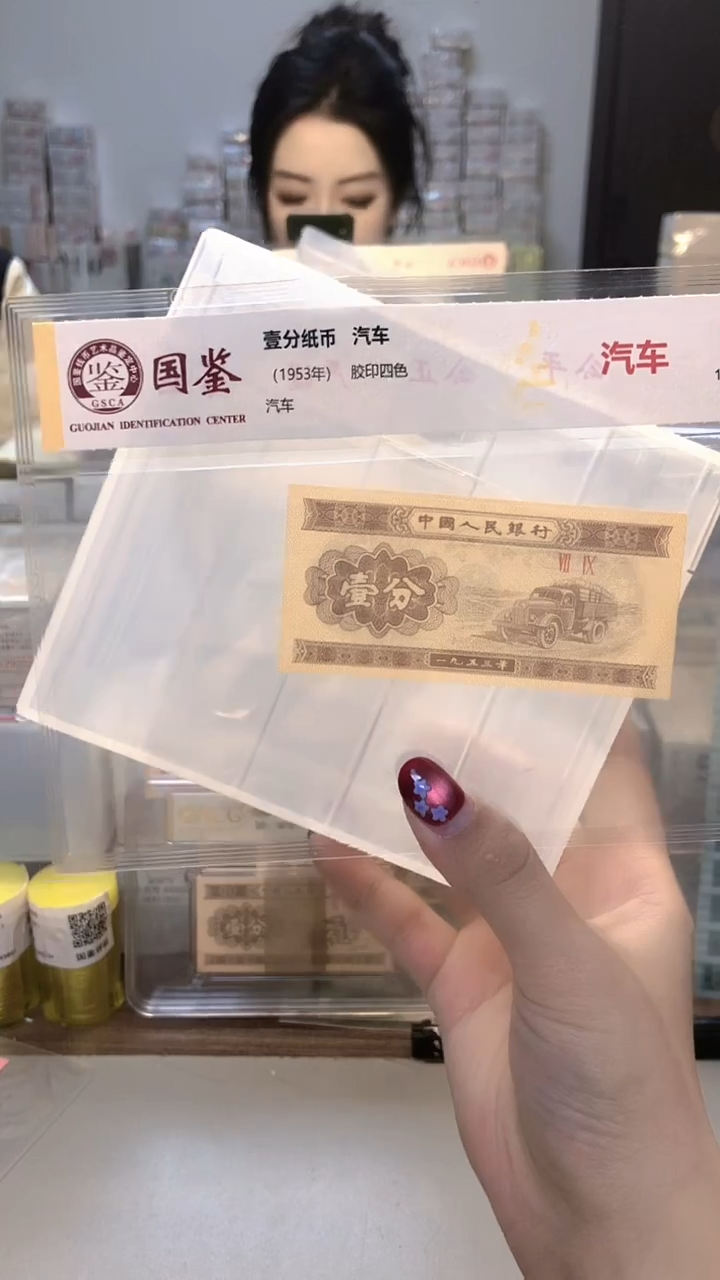 壹分纸币 汽车
(1953年) 胶印四色
汽车
汽车
国鉴
GSCA
GUOJIAN IDENTIFICATION CENTER
中國人民銀行
VII IX
壹分
一九五三年